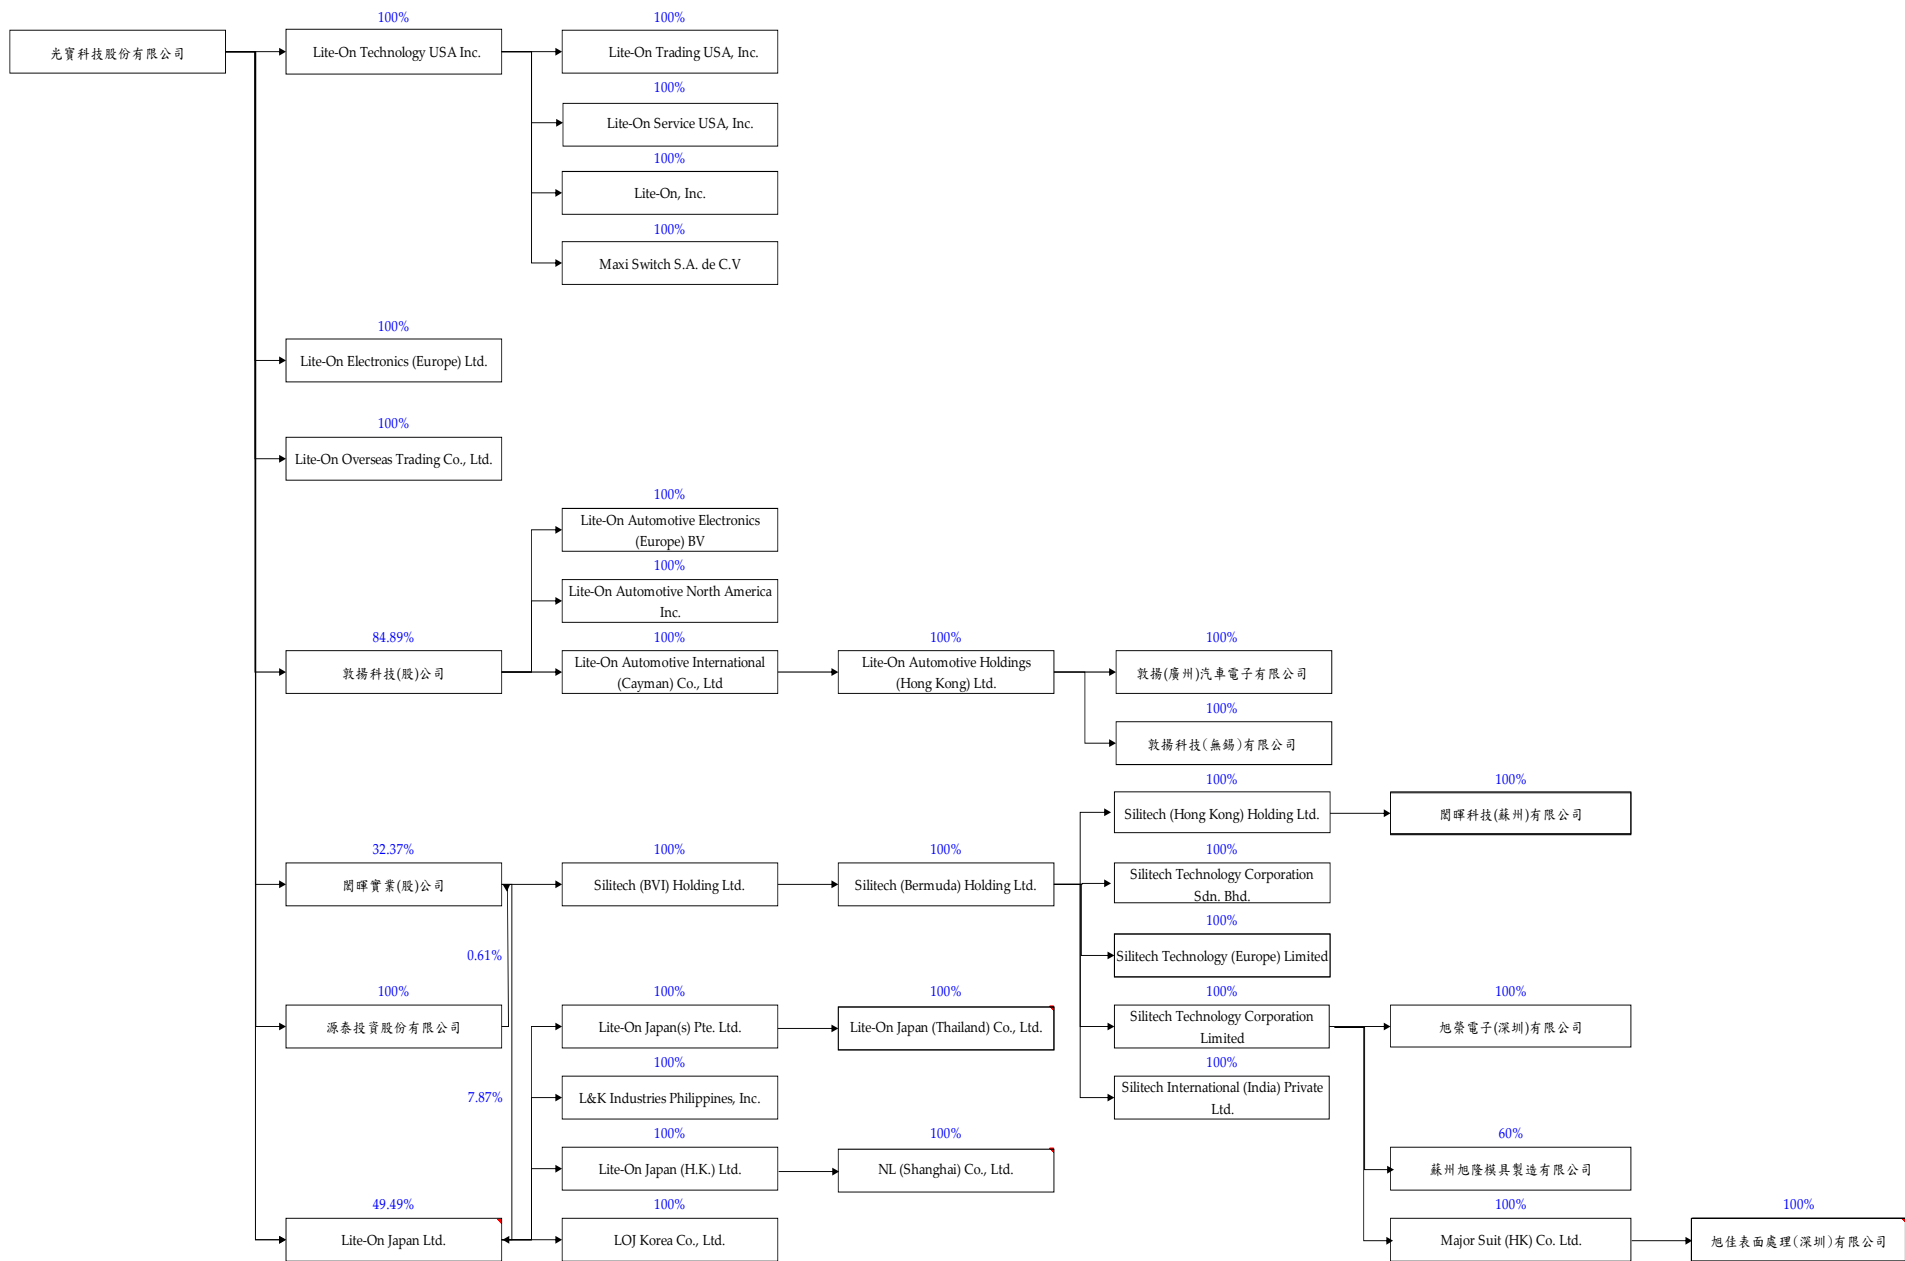 100%
100%
光寶科技股份有限公司
Lite-On Technology USA Inc.
Lite-On Trading USA, Inc.
100%
Lite-On Service USA, Inc.
100%
Lite-On, Inc.
100%
Maxi Switch S.A. de C.V
100%
Lite-On Electronics (Europe) Ltd.
100%
Lite-On Overseas Trading Co., Ltd.
100%
Lite-On Automotive Electronics
(Europe) BV
100%
Lite-On Automotive North America
Inc.
84.89%
100%
100%
100%
敦揚科技(股)公司
Lite-On Automotive International
(Cayman) Co., Ltd
Lite-On Automotive Holdings
(Hong Kong) Ltd.
敦揚(廣州)汽車電子有限公司
100%
敦揚科技(無錫)有限公司
100%
100%
Silitech (Hong Kong) Holding Ltd.
閎暉科技(蘇州)有限公司
32.37%
100%
100%
100%
閎暉實業(股)公司
Silitech (BVI) Holding Ltd.
Silitech (Bermuda) Holding Ltd.
Silitech Technology Corporation
Sdn. Bhd.
100%
0.61%
Silitech Technology (Europe) Limited
100%
100%
100%
100%
100%
源泰投資股份有限公司
Lite-On Japan(s) Pte. Ltd.
Lite-On Japan (Thailand) Co., Ltd.
Silitech Technology Corporation
Limited
旭榮電子(深圳)有限公司
100%
100%
7.87%
L&K Industries Philippines, Inc.
Silitech International (India) Private
Ltd.
100%
100%
60%
Lite-On Japan (H.K.) Ltd.
NL (Shanghai) Co., Ltd.
蘇州旭隆模具製造有限公司
49.49%
100%
100%
100%
Lite-On Japan Ltd.
LOJ Korea Co., Ltd.
Major Suit (HK) Co. Ltd.
旭佳表面處理(深圳)有限公司